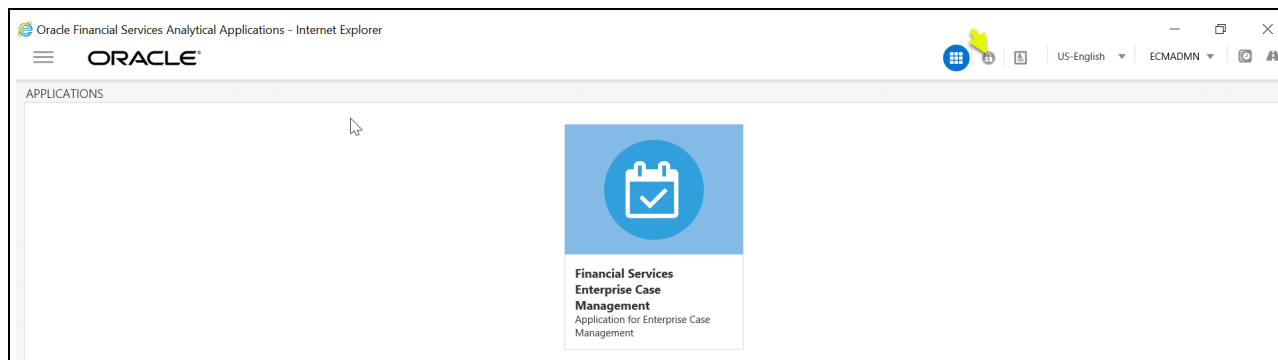 Oracle Financial Services Analytical Applications - Internet Explorer
ORACLE®
US-English
ECMADMN
APPLICATIONS
Financial Services
Enterprise Case
Management
Application for Enterprise Case
Management